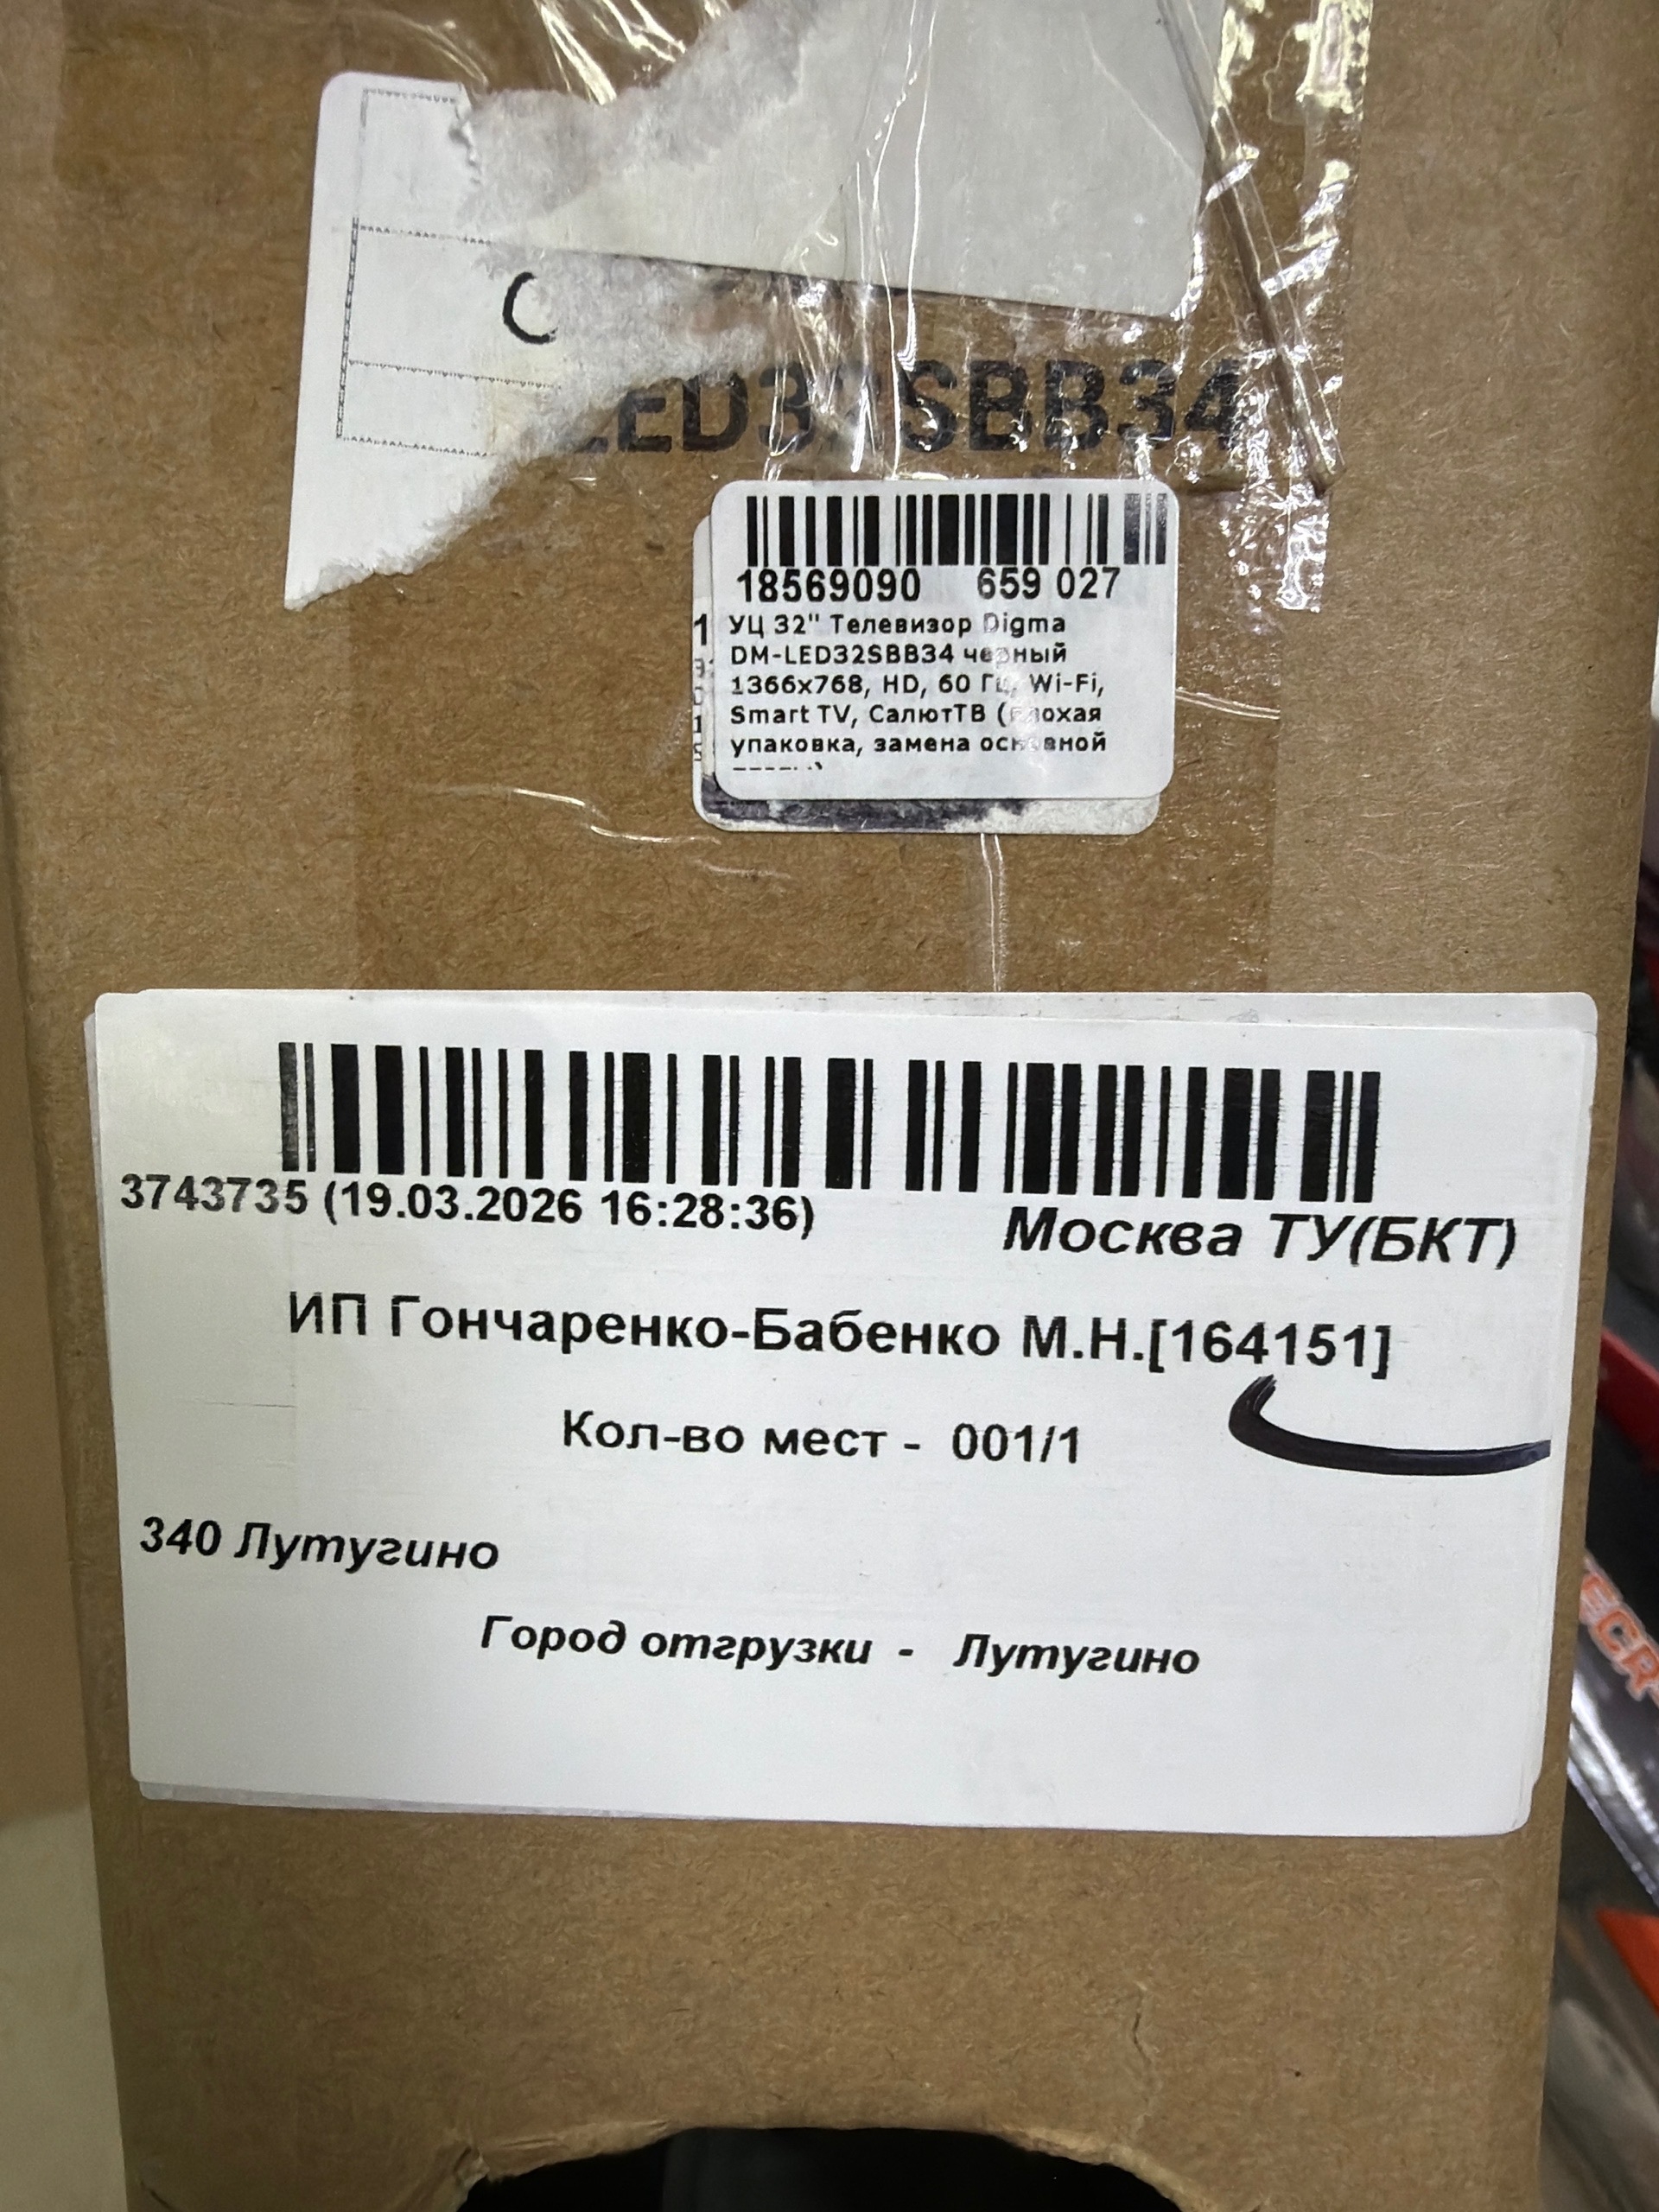 С
LED32SBB34
18569090 659 027
УЦ 32" Телевизор Digma
DM-LED32SBB34 черный
1366x768, HD, 60 Гц, Wi-Fi,
Smart TV, СалютТВ (плохая
упаковка, замена основной
3743735 (19.03.2026 16:28:36)
Москва ТУ(БКТ)
ИП Гончаренко-Бабенко М.Н.[164151]
Кол-во мест - 001/1
340 Лутугино
Город отгрузки - Лутугино